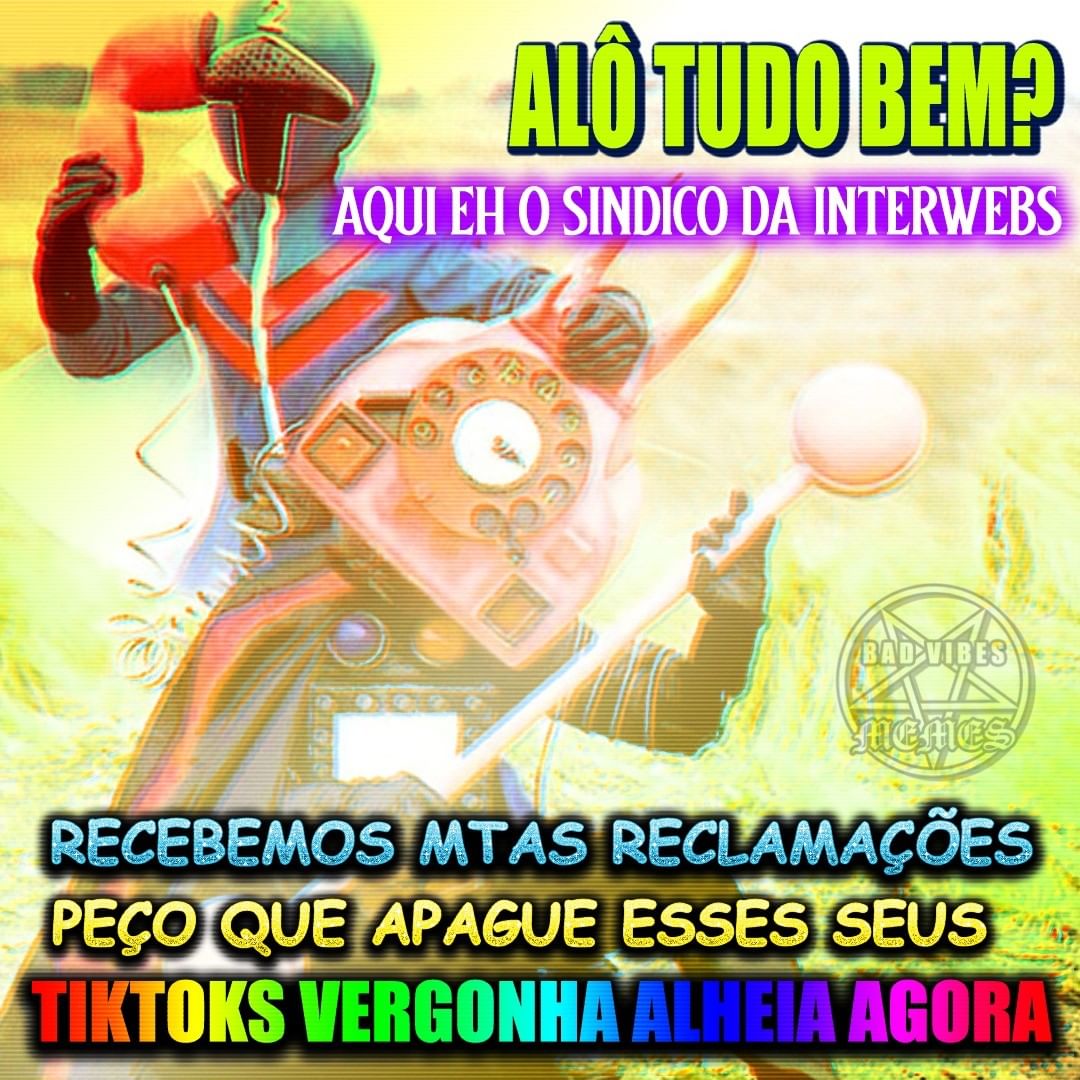 ALÔ TUDO BEM?
AQUI EH O SINDICO DA INTERWEBS
2
BAD VIBES
MEMES
RECEBEMOS MTAS RECLAMAÇÕES
PEÇO QUE APAGUE ESSES SEUS
TIKTOKS VERGONHA ALHEIA AGORA